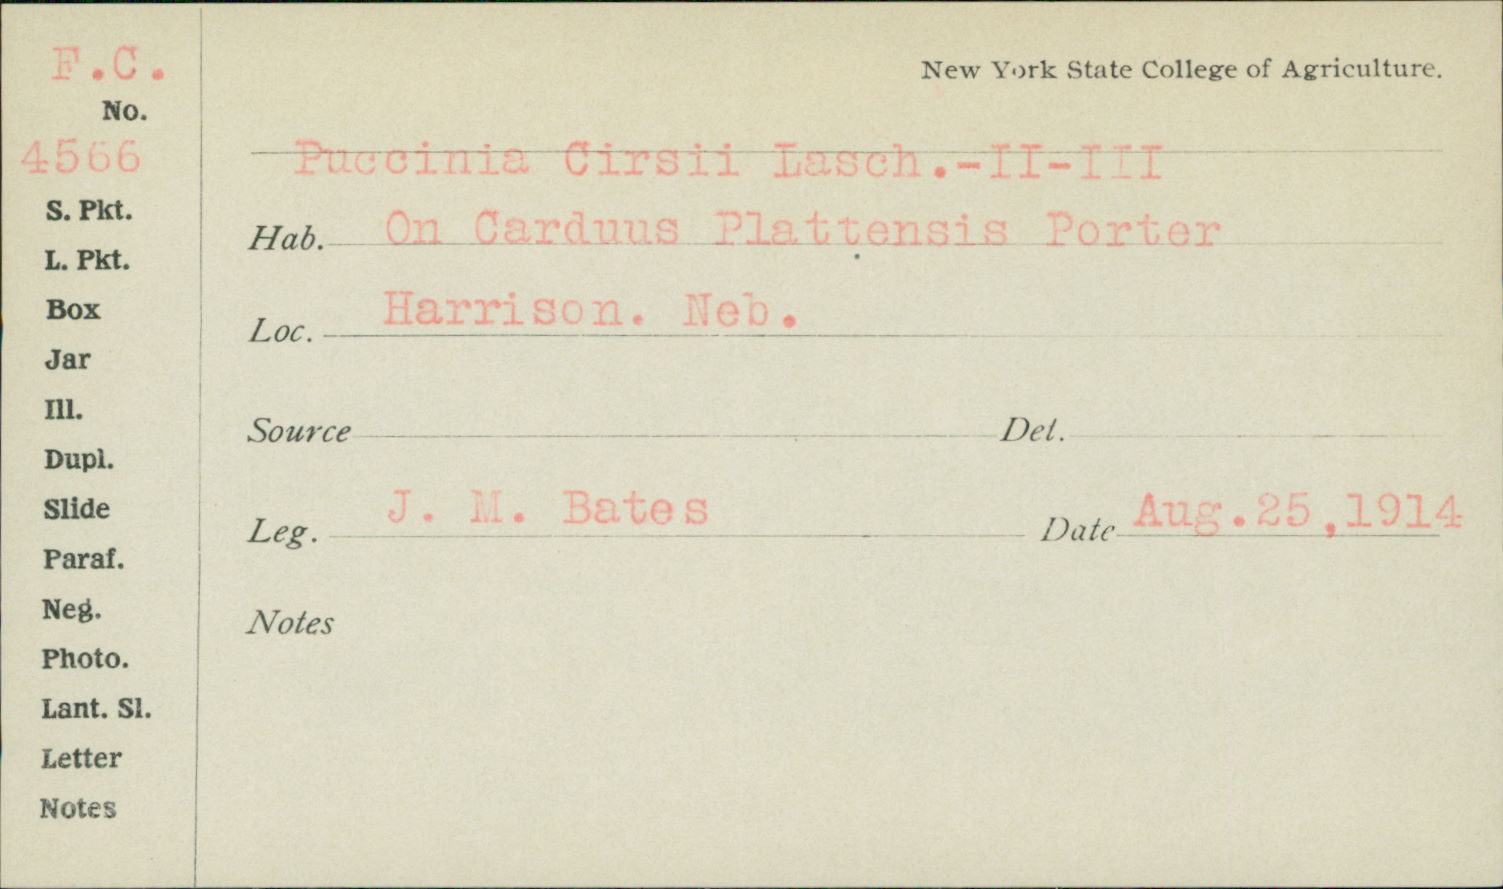 F.C.
New York State College of Agriculture.
No.
4566
Puccinia Cirsii Lasch.-II-III
S. Pkt.
Hab. On Carduus Plattensis Porter
L. Pkt.
Box
Loc. Harrison. Neb.
Jar
Ill.
Source Det.
Dupl.
Slide
Leg. J. M. Bates Date Aug.25,1914
Paraf.
Neg.
Notes
Photo.
Lant. Sl.
Letter
Notes